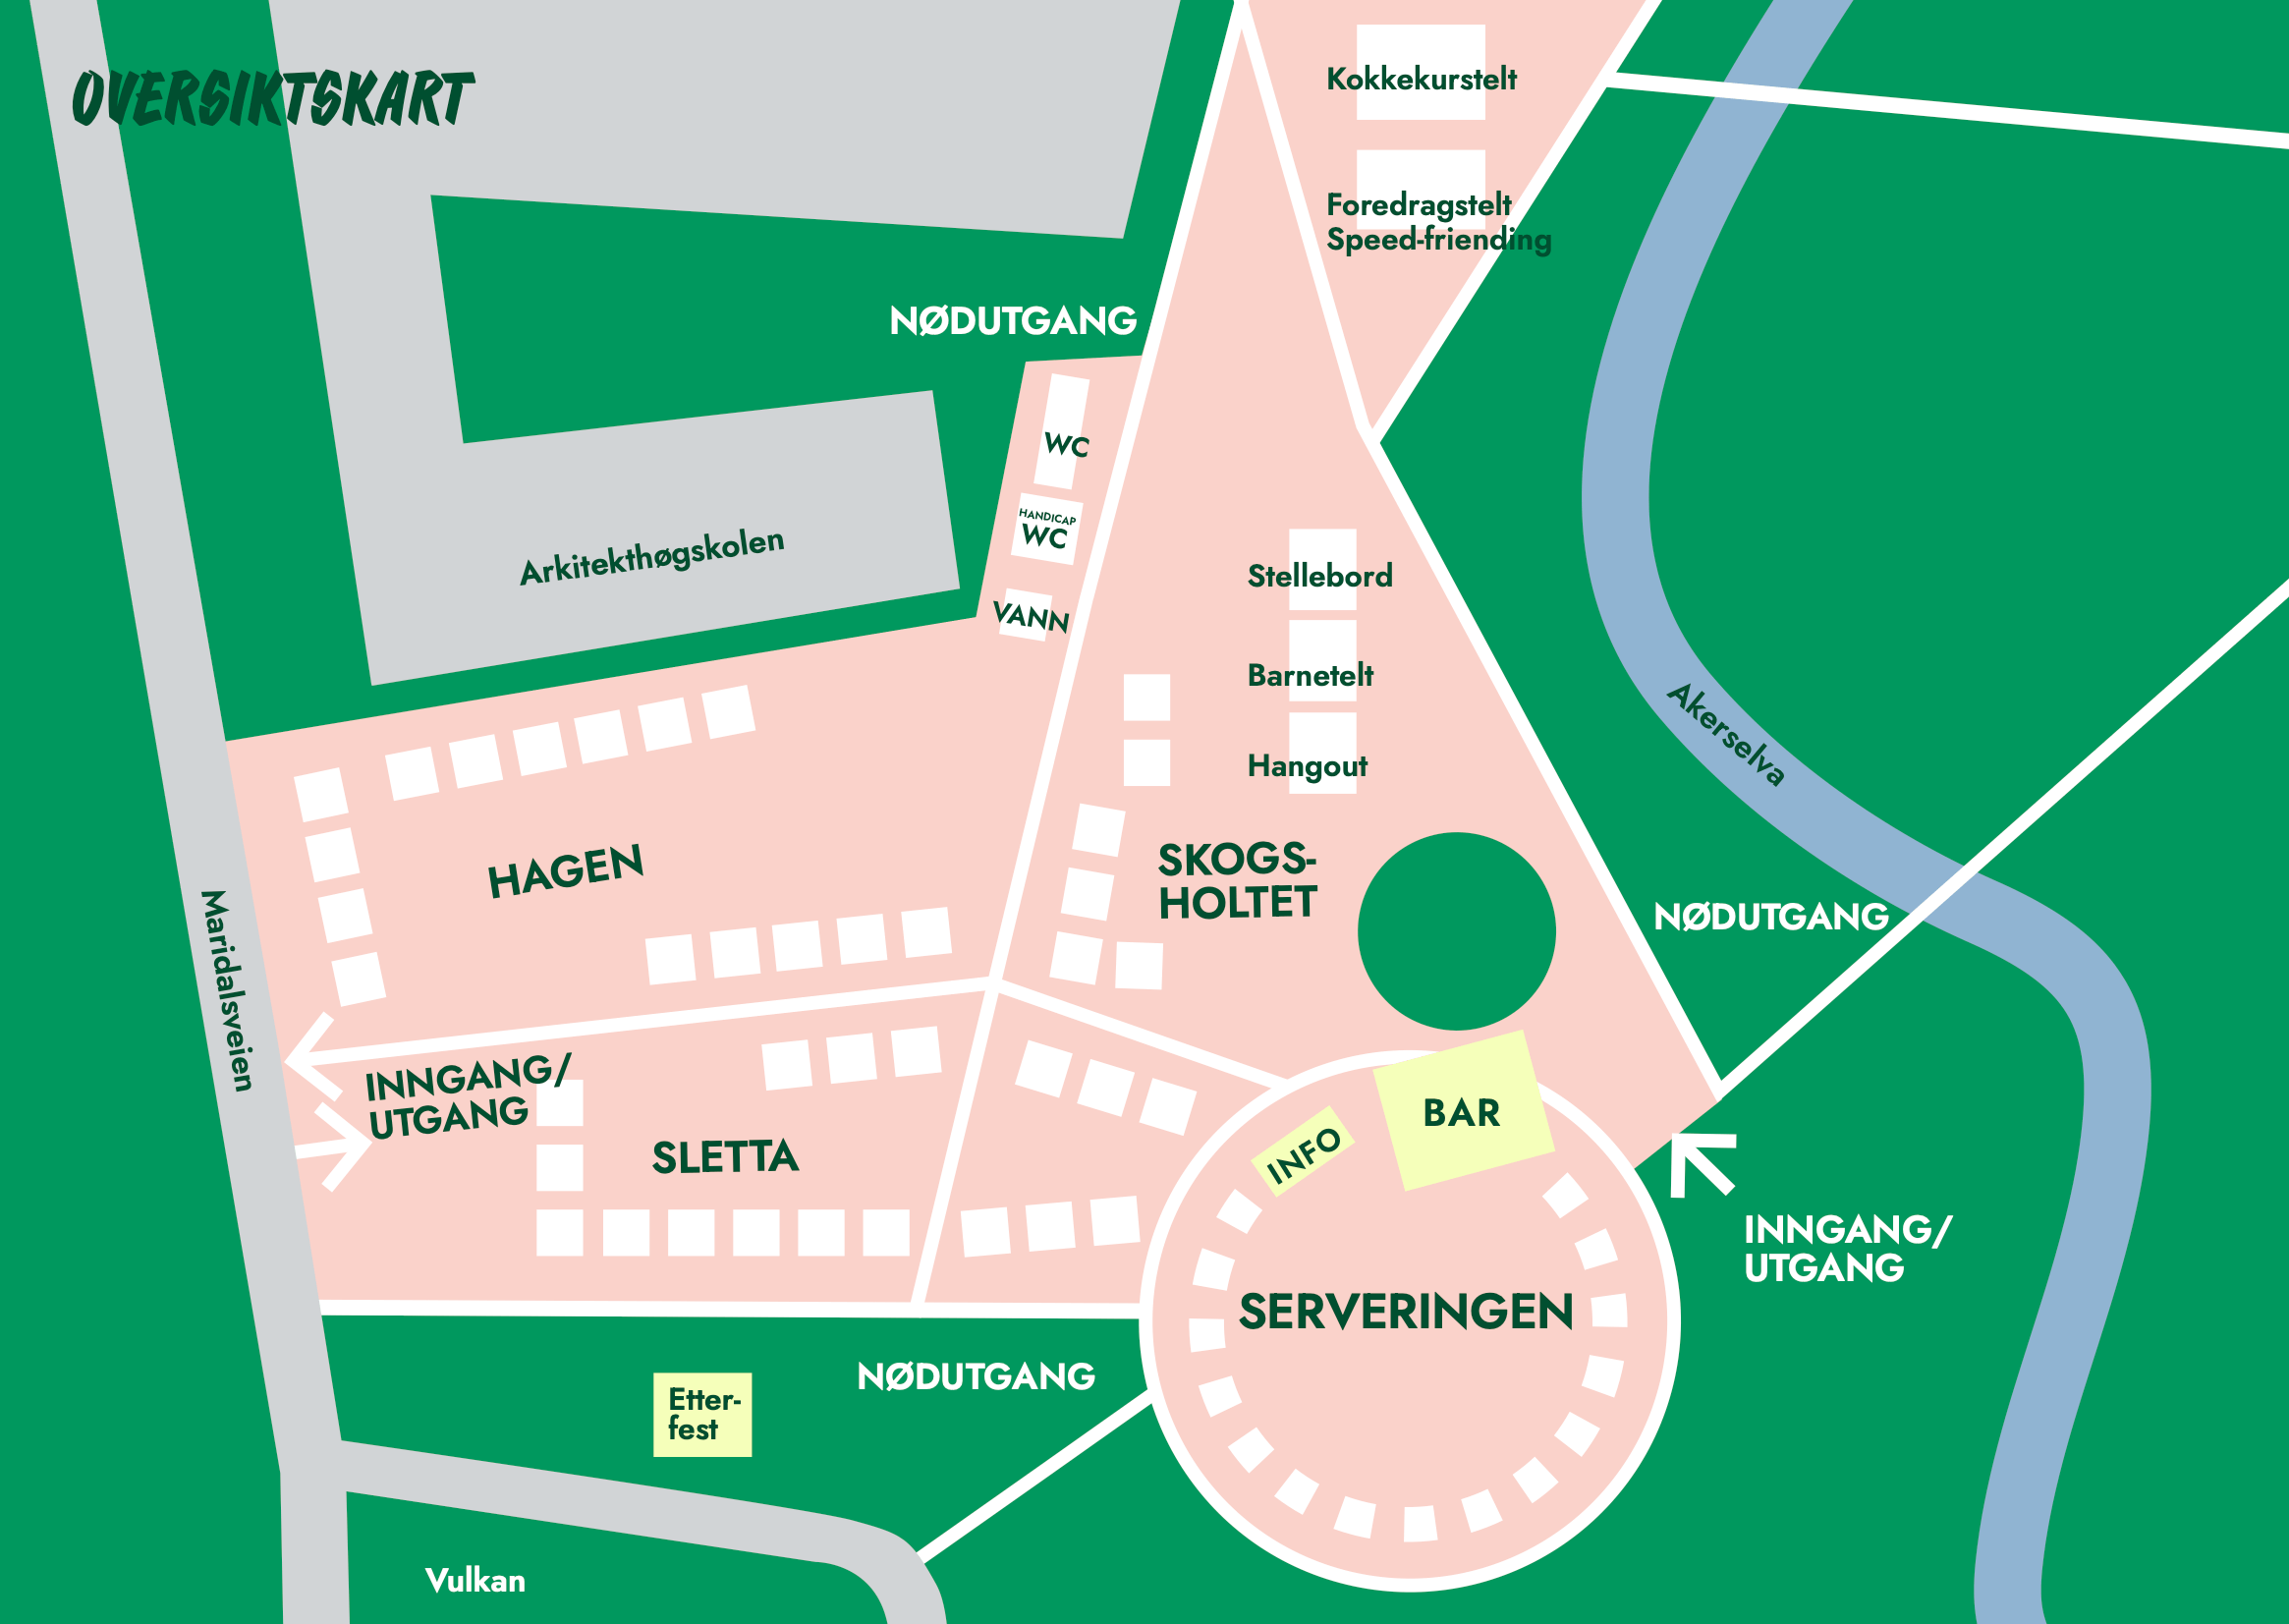 OVERSIKTSKART
Kokkekurstelt
Foredragstelt
Speed-friending
NØDUTGANG
WC
HANDICAP
WC
VANN
Arkitekthøgskolen
Stellebord
Barnetelt
Hangout
Akerselva
HAGEN
SKOGS-
HOLTET
NØDUTGANG
Maridalsveien
INNGANG/
UTGANG
SLETTA
BAR
INFO
INNGANG/
UTGANG
SERVERINGEN
NØDUTGANG
Etter-
fest
Vulkan